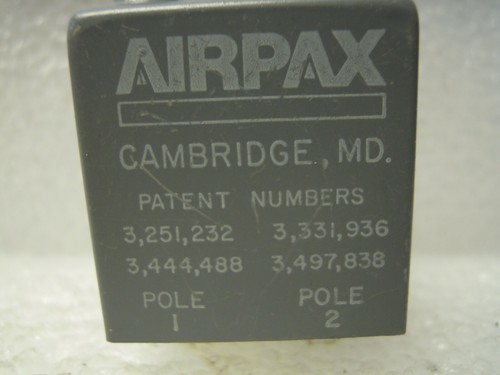 AIRPAX
CAMBRIDGE, MD.
PATENT NUMBERS
3,251,232 3,331,936
3,444,488 3,497,838
POLE POLE
1 2